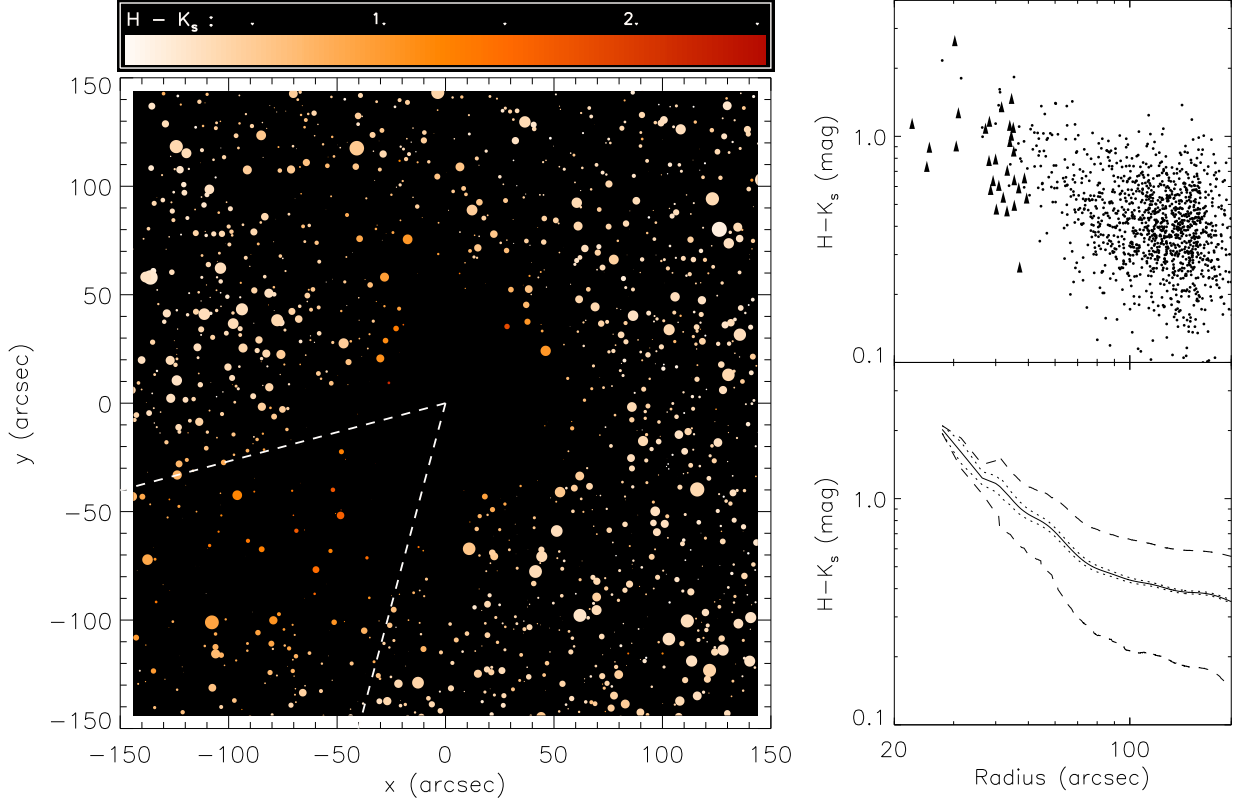 H − Ks : 1. 2.
150
100
50
0
−50
−100
−150
y (arcsec)
−150 −100 −50 0 50 100 150
x (arcsec)
1.0
0.1
H−Ks (mag)
1.0
0.1
H−Ks (mag)
20 100
Radius (arcsec)